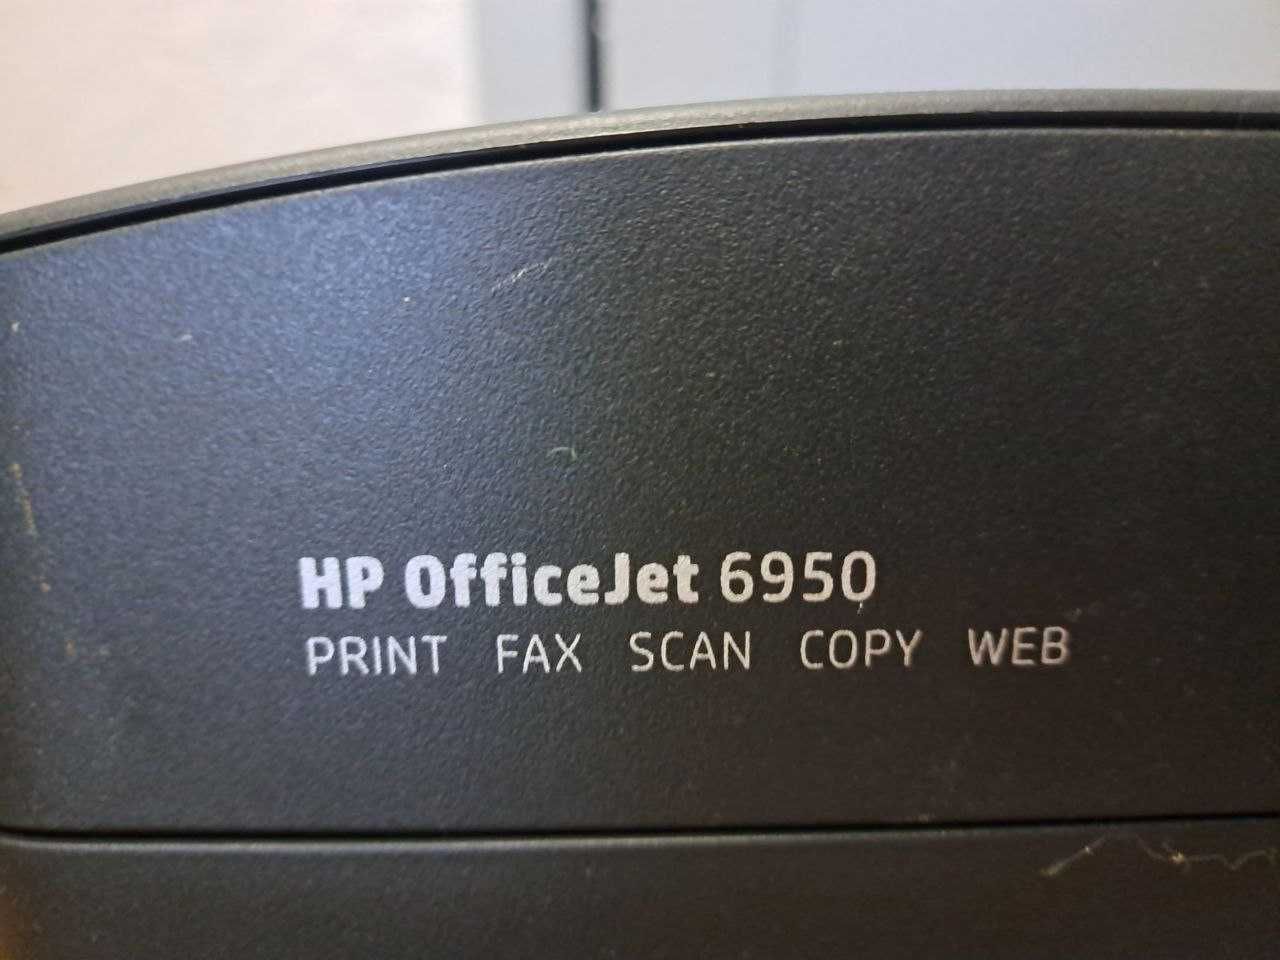 HP OfficeJet 6950
PRINT FAX SCAN COPY WEB